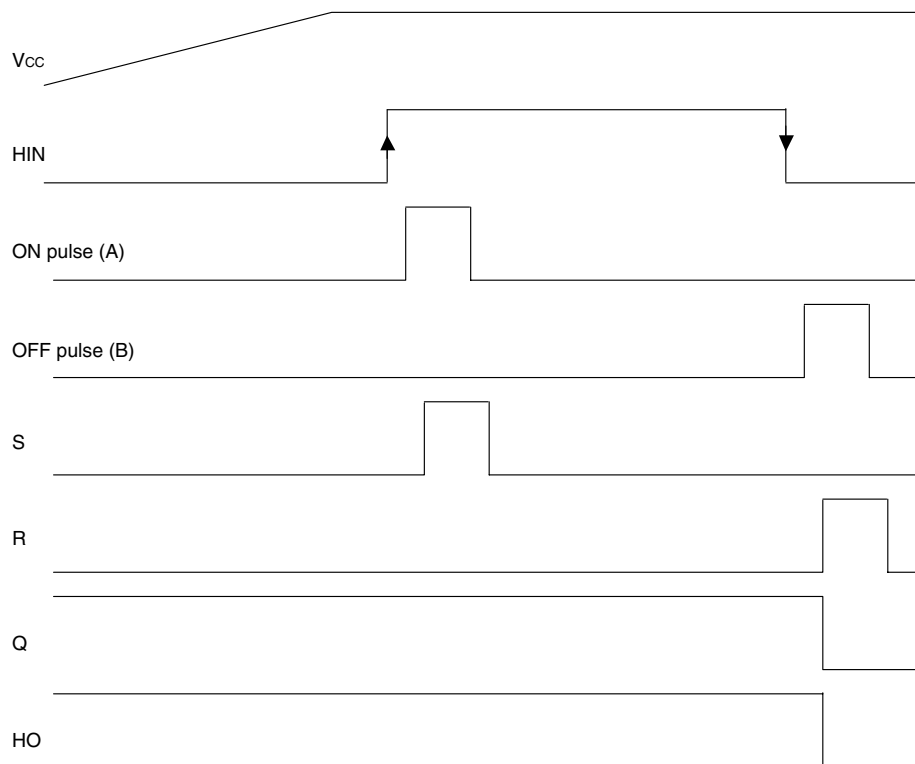 Vcc
HIN
ON pulse (A)
OFF pulse (B)
S
R
Q
HO